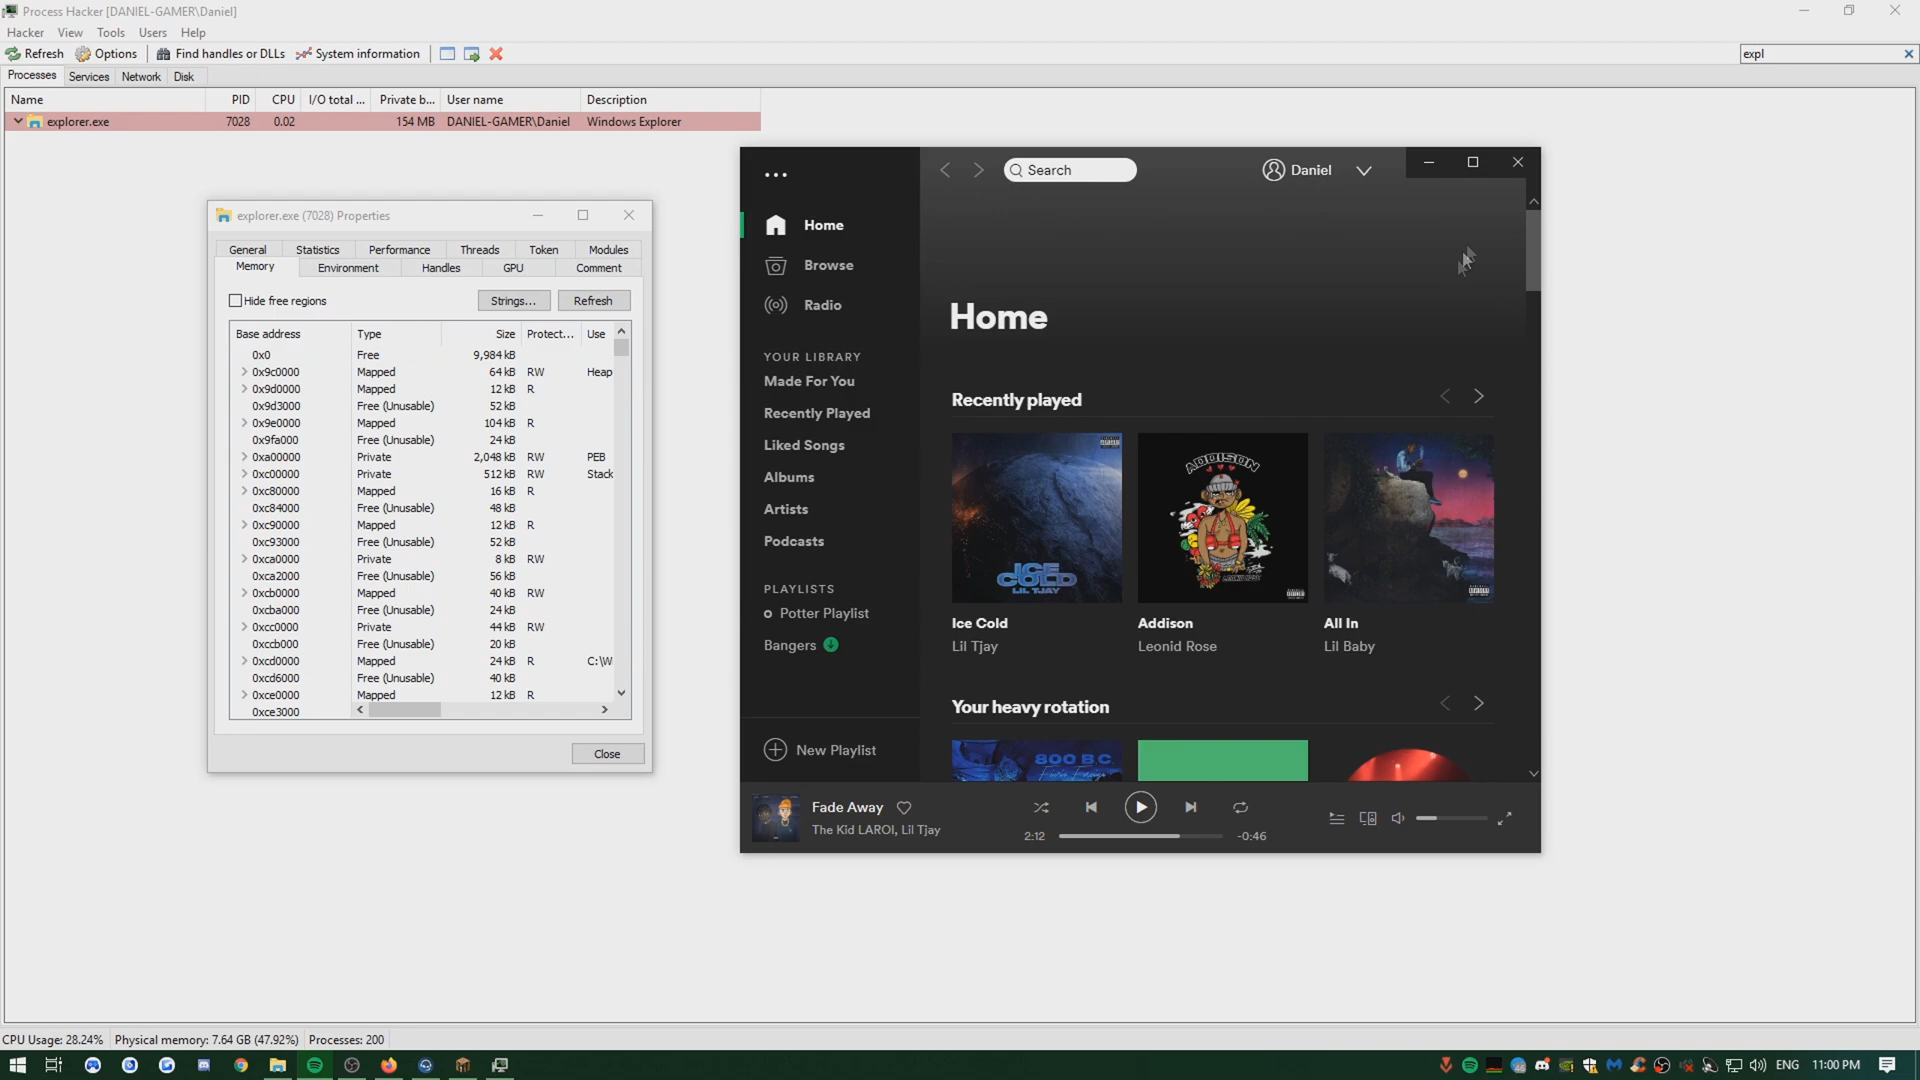 Process Hacker [DANIEL-GAMER\Daniel]
Hacker View Tools Users Help
Refresh Options Find handles or DLLs System information expl
Processes Services Network Disk
Name PID CPU I/O total ... Private b... User name Description
explorer.exe 7028 0.02 154 MB DANIEL-GAMER\Daniel Windows Explorer
explorer.exe (7028) Properties
General Statistics Performance Threads Token Modules
Memory Environment Handles GPU Comment
Hide free regions Strings... Refresh
Base address Type Size Protect... Use
0x0 Free 9,984 kB
0x9c0000 Mapped 64 kB RW Heap
0x9d0000 Mapped 12 kB R
0x9d3000 Free (Unusable) 52 kB
0x9e0000 Mapped 104 kB R
0x9fa000 Free (Unusable) 24 kB
0xa00000 Private 2,048 kB RW PEB
0xc00000 Private 512 kB RW Stack
0xc80000 Mapped 16 kB R
0xc84000 Free (Unusable) 48 kB
0xc90000 Mapped 12 kB R
0xc93000 Free (Unusable) 52 kB
0xca0000 Private 8 kB RW
0xca2000 Free (Unusable) 56 kB
0xcb0000 Mapped 40 kB RW
0xcba000 Free (Unusable) 24 kB
0xcc0000 Private 44 kB RW
0xccb000 Free (Unusable) 20 kB
0xcd0000 Mapped 24 kB R C:\W
0xcd6000 Free (Unusable) 40 kB
0xce0000 Mapped 12 kB R
0xce3000
Close
Search
Daniel
Home
Browse
Radio
YOUR LIBRARY
Made For You
Recently Played
Liked Songs
Albums
Artists
Podcasts
PLAYLISTS
Potter Playlist
Bangers
New Playlist
Home
Recently played
ICE
COLD
LIL TJAY
ADDISON
Ice Cold
Lil Tjay
Addison
Leonid Rose
All In
Lil Baby
Your heavy rotation
800 B.C.
Fade Away
The Kid LAROI, Lil Tjay
2:12 -0:46
CPU Usage: 28.24% Physical memory: 7.64 GB (47.92%) Processes: 200
ENG 11:00 PM